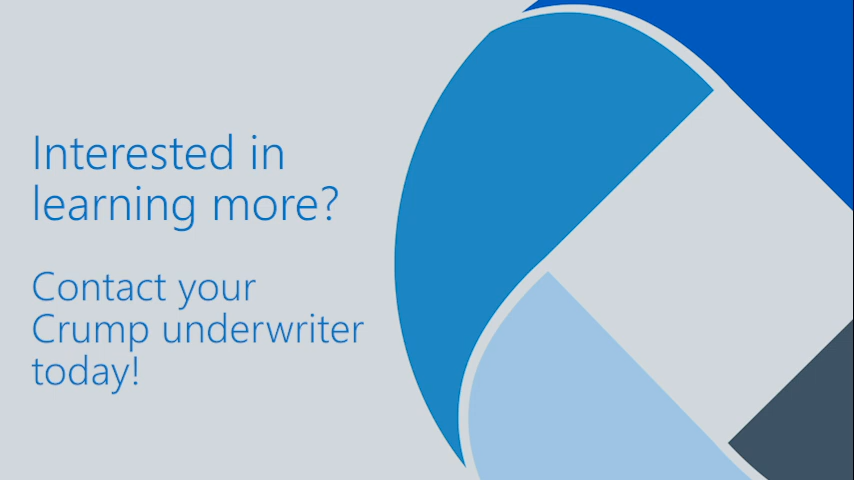 Interested in
learning more?
Contact your
Crump underwriter
today!